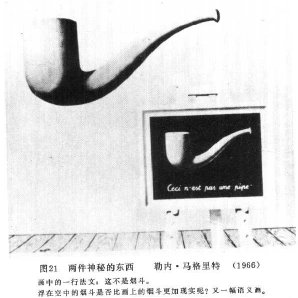 Ceci n'est pas une pipe.
图21　两件神秘的东西　勒内·马格里特　（1966）
画中的一行法文：这不是烟斗。
浮在空中的烟斗是否比画上的烟斗更加现实呢？又一幅语义画。